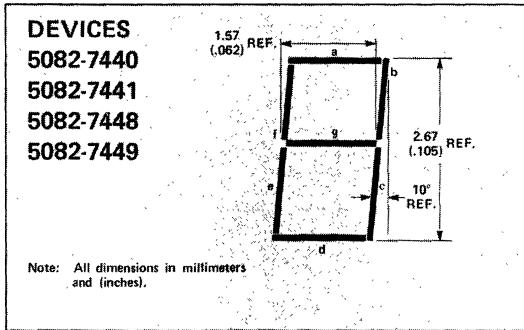 DEVICES
5082-7440
5082-7441
5082-7448
5082-7449
1.57
(.062) REF.
a
b
f
g
2.67
(.105) REF.
e
c
10°
REF.
d
Note: All dimensions in millimeters
and (inches).